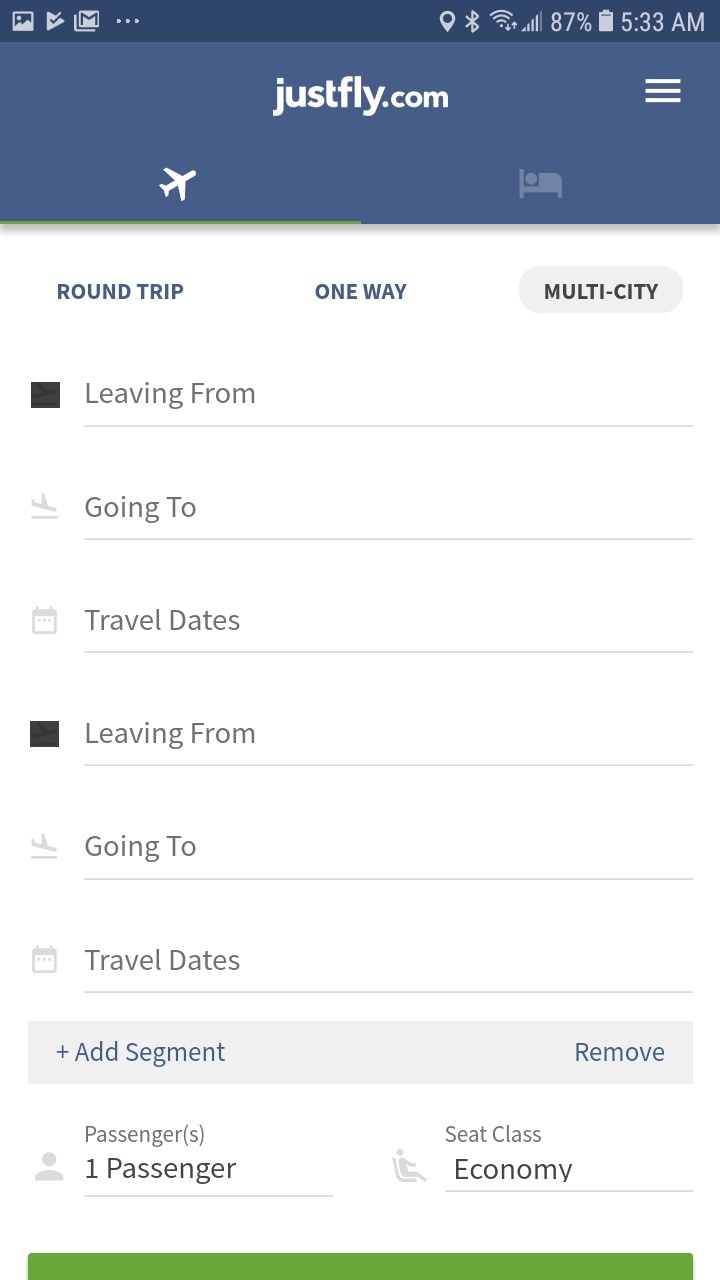 87% 5:33 AM
justfly.com
ROUND TRIP ONE WAY MULTI-CITY
Leaving From
Going To
Travel Dates
Leaving From
Going To
Travel Dates
+ Add Segment Remove
Passenger(s) Seat Class
1 Passenger Economy